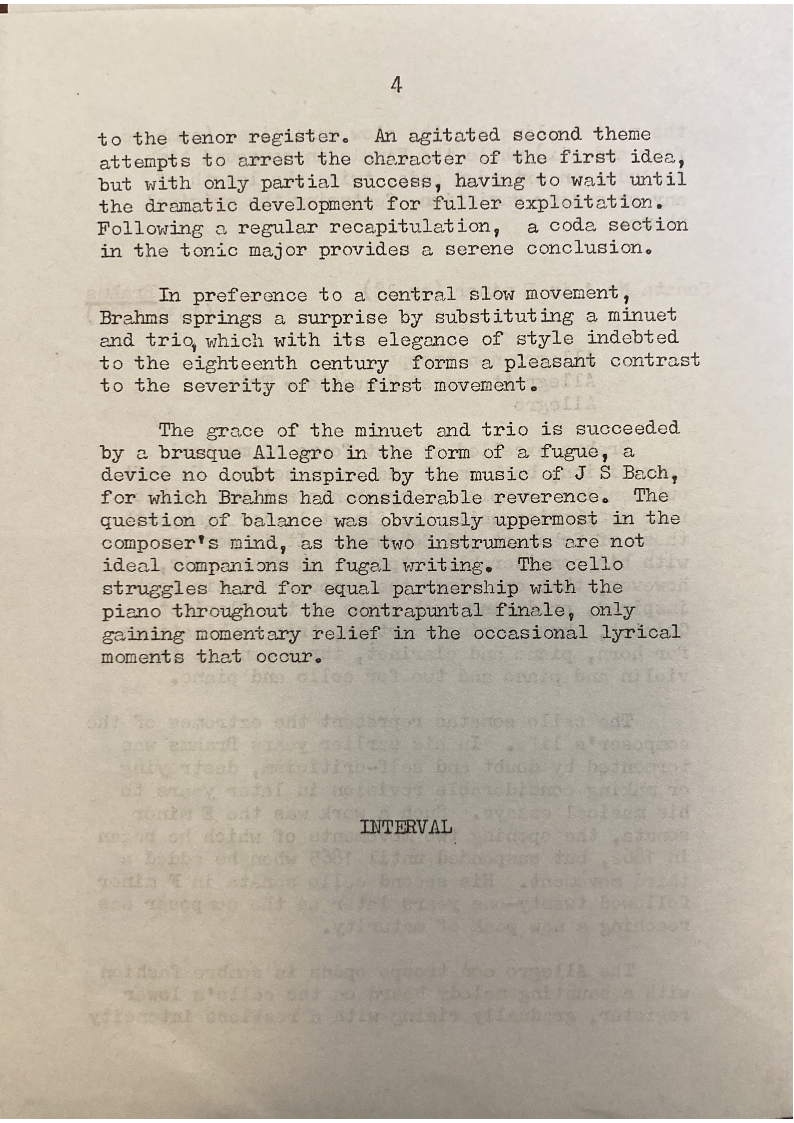 4
to the tenor register. An agitated second theme
attempts to arrest the character of the first idea,
but with only partial success, having to wait until
the dramatic development for fuller exploitation.
Following a regular recapitulation, a coda section
in the tonic major provides a serene conclusion.
In preference to a central slow movement,
Brahms springs a surprise by substituting a minuet
and trio, which with its elegance of style indebted
to the eighteenth century forms a pleasant contrast
to the severity of the first movement.
The grace of the minuet and trio is succeeded
by a brusque Allegro in the form of a fugue, a
device no doubt inspired by the music of J S Bach,
for which Brahms had considerable reverence. The
question of balance was obviously uppermost in the
composer's mind, as the two instruments are not
ideal companions in fugal writing. The cello
struggles hard for equal partnership with the
piano throughout the contrapuntal finale, only
gaining momentary relief in the occasional lyrical
moments that occur.
INTERVAL